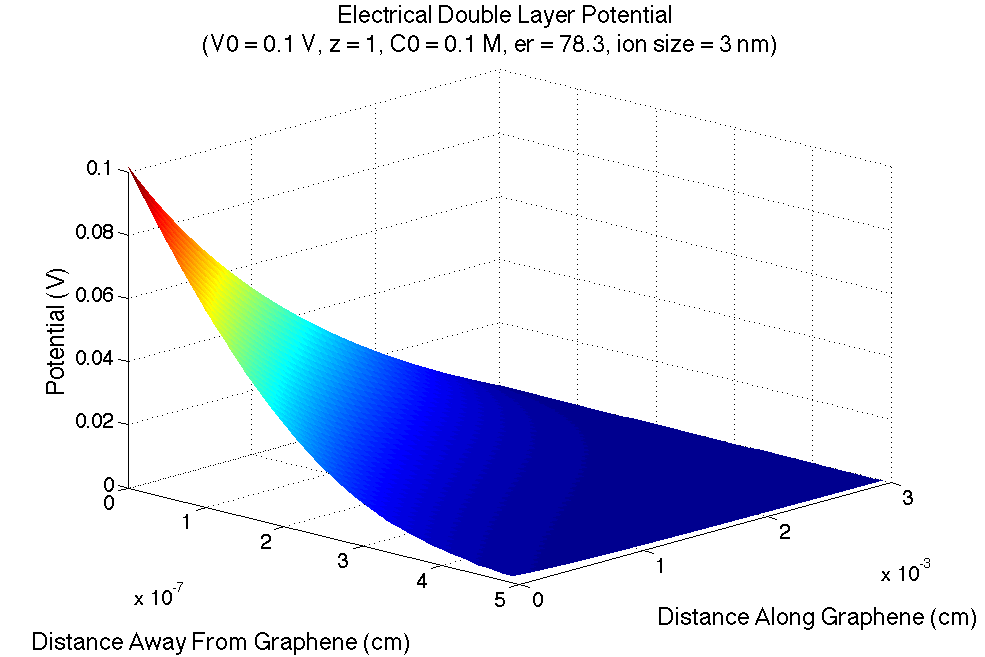 Electrical Double Layer Potential
(V0 = 0.1 V, z = 1, C0 = 0.1 M, er = 78.3, ion size = 3 nm)
0.1
0.08
0.06
0.04
0.02
0
Potential (V)
0
1
2
3
4
5
x 10-7
Distance Away From Graphene (cm)
0
1
2
3
x 10-3
Distance Along Graphene (cm)